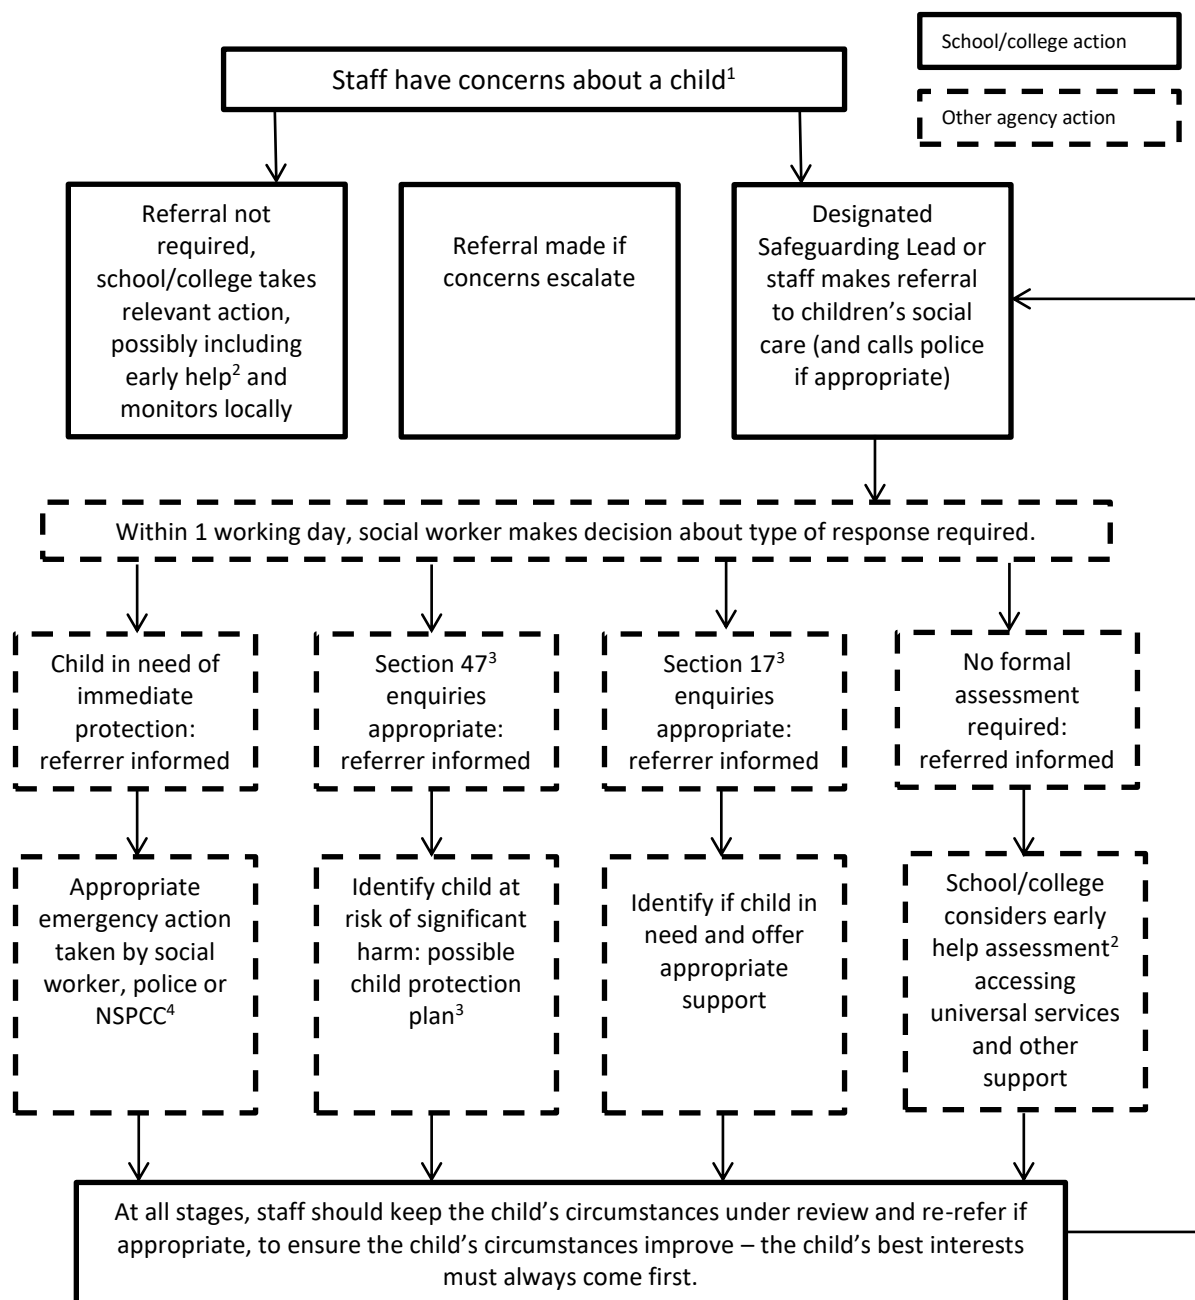 School/college action
Staff have concerns about a child1
Other agency action
Referral not
required,
school/college takes
relevant action,
possibly including
early help2 and
monitors locally
Referral made if
concerns escalate
Designated
Safeguarding Lead or
staff makes referral
to children’s social
care (and calls police
if appropriate)
Within 1 working day, social worker makes decision about type of response required.
Child in need of
immediate
protection:
referrer informed
Section 473
enquiries
appropriate:
referrer informed
Section 173
enquiries
appropriate:
referrer informed
No formal
assessment
required:
referred informed
Appropriate
emergency action
taken by social
worker, police or
NSPCC4
Identify child at
risk of significant
harm: possible
child protection
plan3
Identify if child in
need and offer
appropriate
support
School/college
considers early
help assessment2
accessing
universal services
and other
support
At all stages, staff should keep the child’s circumstances under review and re-refer if
appropriate, to ensure the child’s circumstances improve – the child’s best interests
must always come first.